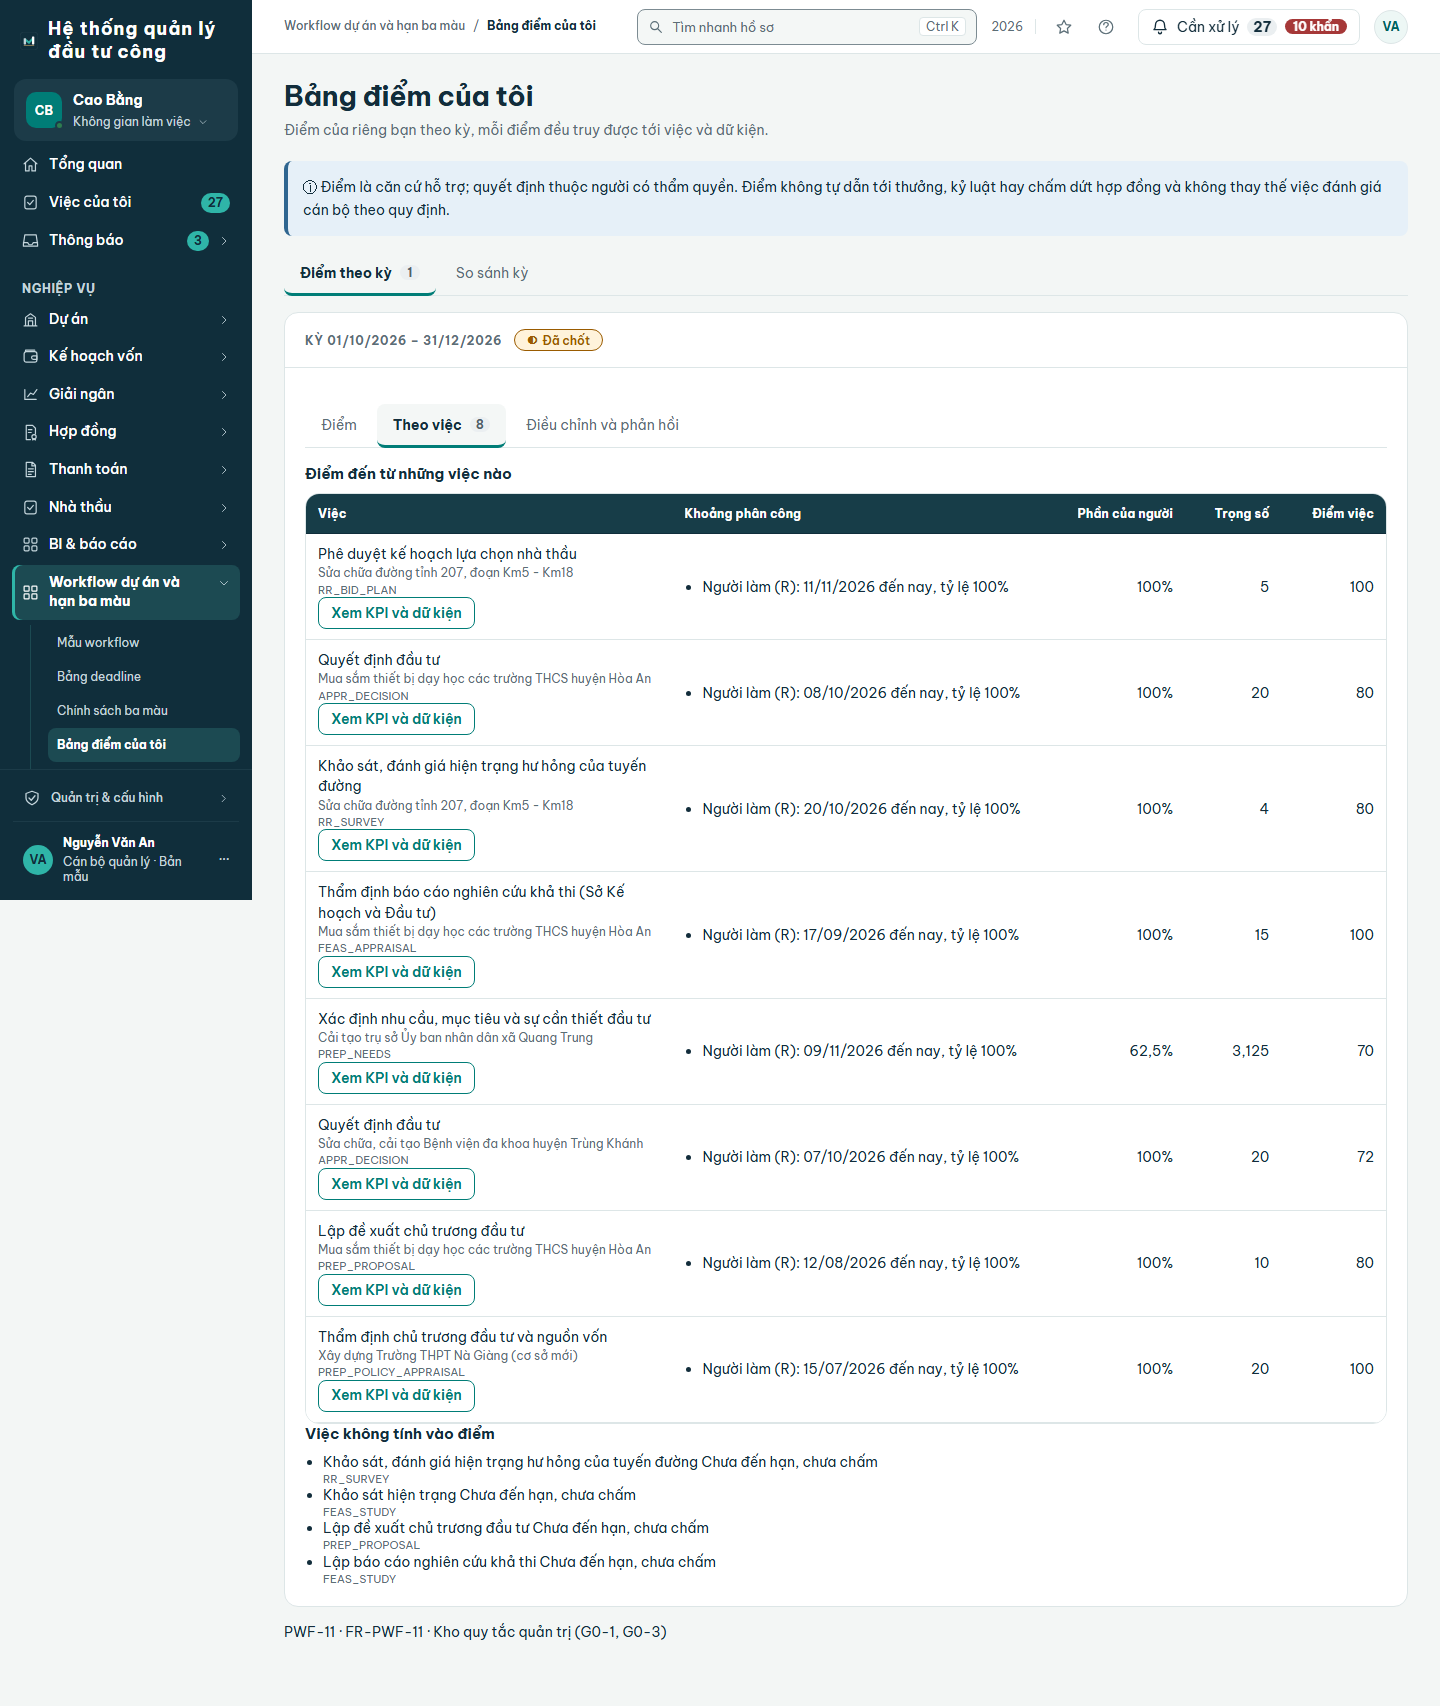 Hệ thống quản lý
đầu tư công
CB
Cao Bằng
Không gian làm việc
Tổng quan
Việc của tôi 27
Thông báo 3
NGHIỆP VỤ
Dự án
Kế hoạch vốn
Giải ngân
Hợp đồng
Thanh toán
Nhà thầu
BI & báo cáo
Workflow dự án và
hạn ba màu
Mẫu workflow
Bảng deadline
Chính sách ba màu
Bảng điểm của tôi
Quản trị & cấu hình
VA
Nguyễn Văn An
Cán bộ quản lý · Bản
mẫu
Workflow dự án và hạn ba màu / Bảng điểm của tôi
Tìm nhanh hồ sơ Ctrl K
2026
Cần xử lý 27 10 khẩn
VA
Bảng điểm của tôi
Điểm của riêng bạn theo kỳ, mỗi điểm đều truy được tới việc và dữ kiện.
Điểm là căn cứ hỗ trợ; quyết định thuộc người có thẩm quyền. Điểm không tự dẫn tới thưởng, kỷ luật hay chấm dứt hợp đồng và không thay thế việc đánh giá
cán bộ theo quy định.
Điểm theo kỳ 1
So sánh kỳ
KỲ 01/10/2026 – 31/12/2026 Đã chốt
Điểm
Theo việc 8
Điều chỉnh và phản hồi
Điểm đến từ những việc nào
Việc Khoảng phân công Phần của người Trọng số Điểm việc
Phê duyệt kế hoạch lựa chọn nhà thầu
Sửa chữa đường tỉnh 207, đoạn Km5 - Km18
RR_BID_PLAN
Xem KPI và dữ kiện
Người làm (R): 11/11/2026 đến nay, tỷ lệ 100% 100% 5 100
Quyết định đầu tư
Mua sắm thiết bị dạy học các trường THCS huyện Hòa An
APPR_DECISION
Xem KPI và dữ kiện
Người làm (R): 08/10/2026 đến nay, tỷ lệ 100% 100% 20 80
Khảo sát, đánh giá hiện trạng hư hỏng của tuyến
đường
Sửa chữa đường tỉnh 207, đoạn Km5 - Km18
RR_SURVEY
Xem KPI và dữ kiện
Người làm (R): 20/10/2026 đến nay, tỷ lệ 100% 100% 4 80
Thẩm định báo cáo nghiên cứu khả thi (Sở Kế
hoạch và Đầu tư)
Mua sắm thiết bị dạy học các trường THCS huyện Hòa An
FEAS_APPRAISAL
Xem KPI và dữ kiện
Người làm (R): 17/09/2026 đến nay, tỷ lệ 100% 100% 15 100
Xác định nhu cầu, mục tiêu và sự cần thiết đầu tư
Cải tạo trụ sở Ủy ban nhân dân xã Quang Trung
PREP_NEEDS
Xem KPI và dữ kiện
Người làm (R): 09/11/2026 đến nay, tỷ lệ 100% 62,5% 3,125 70
Quyết định đầu tư
Sửa chữa, cải tạo Bệnh viện đa khoa huyện Trùng Khánh
APPR_DECISION
Xem KPI và dữ kiện
Người làm (R): 07/10/2026 đến nay, tỷ lệ 100% 100% 20 72
Lập đề xuất chủ trương đầu tư
Mua sắm thiết bị dạy học các trường THCS huyện Hòa An
PREP_PROPOSAL
Xem KPI và dữ kiện
Người làm (R): 12/08/2026 đến nay, tỷ lệ 100% 100% 10 80
Thẩm định chủ trương đầu tư và nguồn vốn
Xây dựng Trường THPT Nà Giàng (cơ sở mới)
PREP_POLICY_APPRAISAL
Xem KPI và dữ kiện
Người làm (R): 15/07/2026 đến nay, tỷ lệ 100% 100% 20 100
Việc không tính vào điểm
Khảo sát, đánh giá hiện trạng hư hỏng của tuyến đường Chưa đến hạn, chưa chấm
RR_SURVEY
Khảo sát hiện trạng Chưa đến hạn, chưa chấm
FEAS_STUDY
Lập đề xuất chủ trương đầu tư Chưa đến hạn, chưa chấm
PREP_PROPOSAL
Lập báo cáo nghiên cứu khả thi Chưa đến hạn, chưa chấm
FEAS_STUDY
PWF-11 · FR-PWF-11 · Kho quy tắc quản trị (G0-1, G0-3)